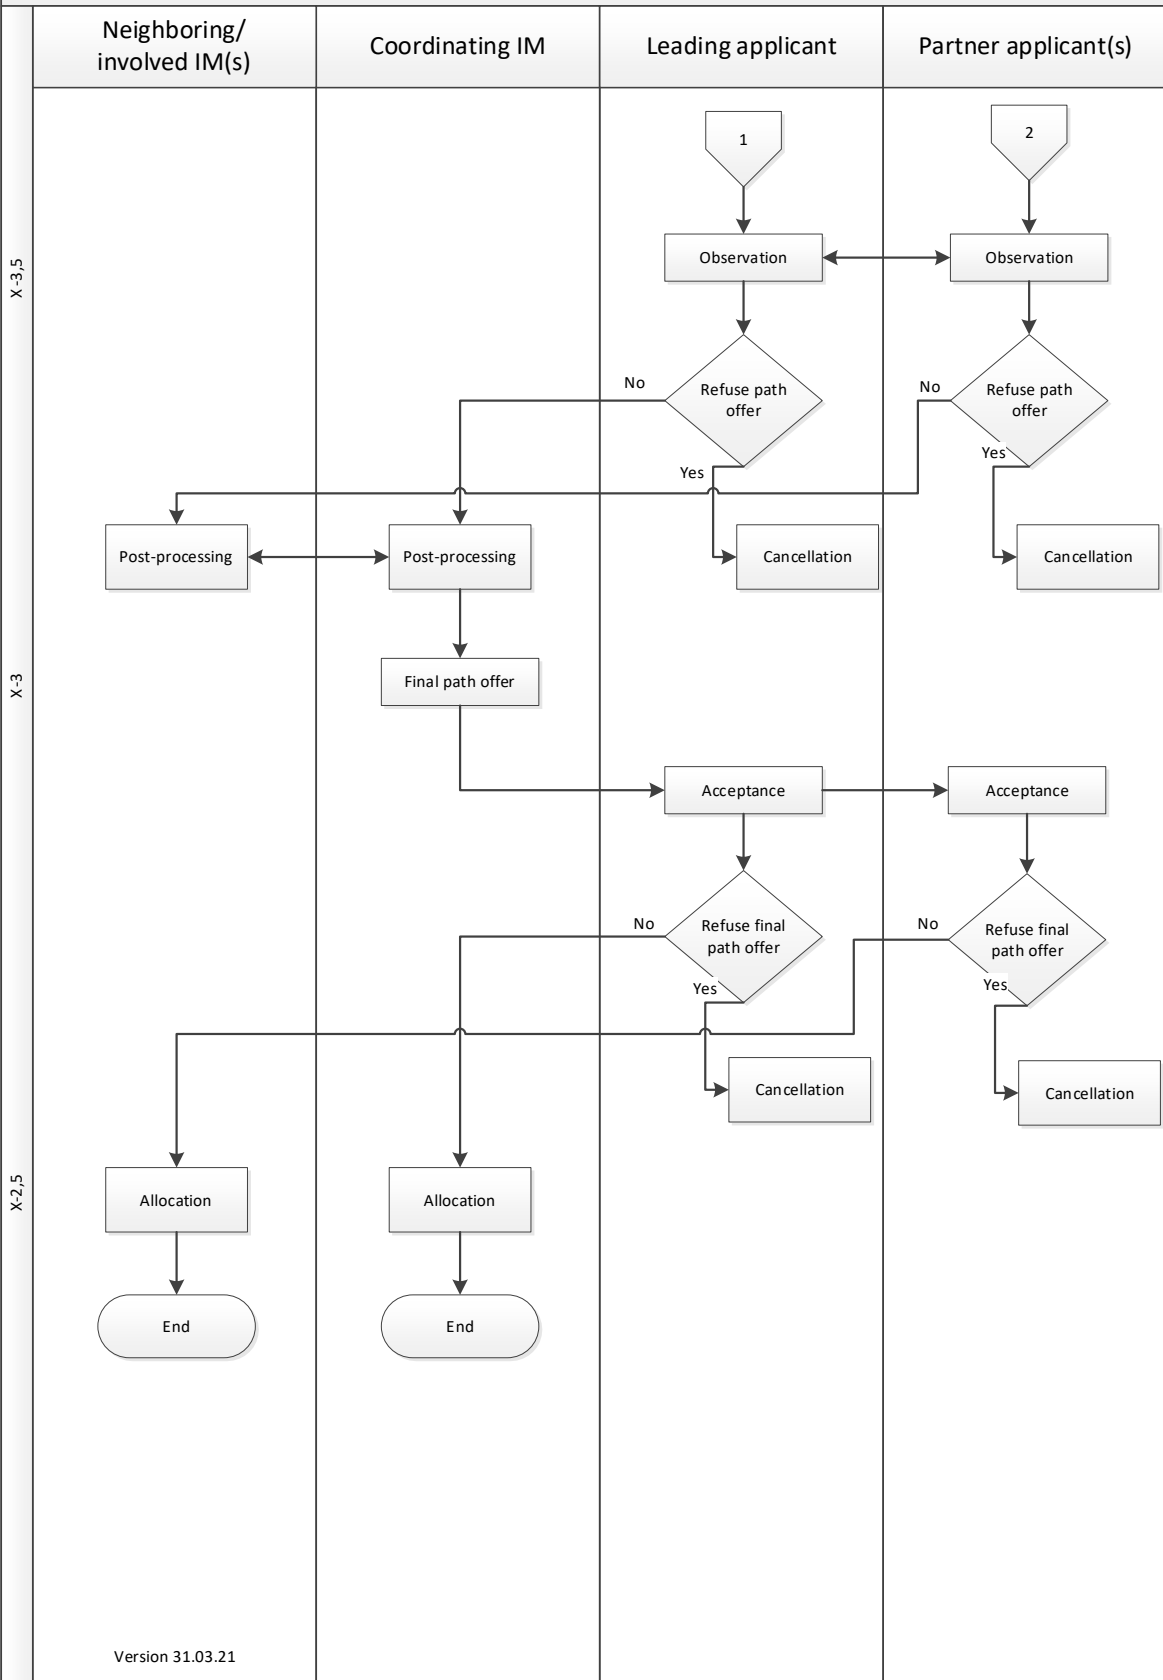 Neighboring/
involved IM(s)
Coordinating IM
Leading applicant
Partner applicant(s)
1
2
X-3,5
Observation
Observation
Refuse path
offer
No
Yes
Refuse path
offer
No
Yes
Post-processing
Post-processing
Cancellation
Cancellation
X-3
Final path offer
Acceptance
Acceptance
Refuse final
path offer
No
Yes
Refuse final
path offer
No
Yes
Cancellation
Cancellation
X-2,5
Allocation
Allocation
End
End
Version 31.03.21